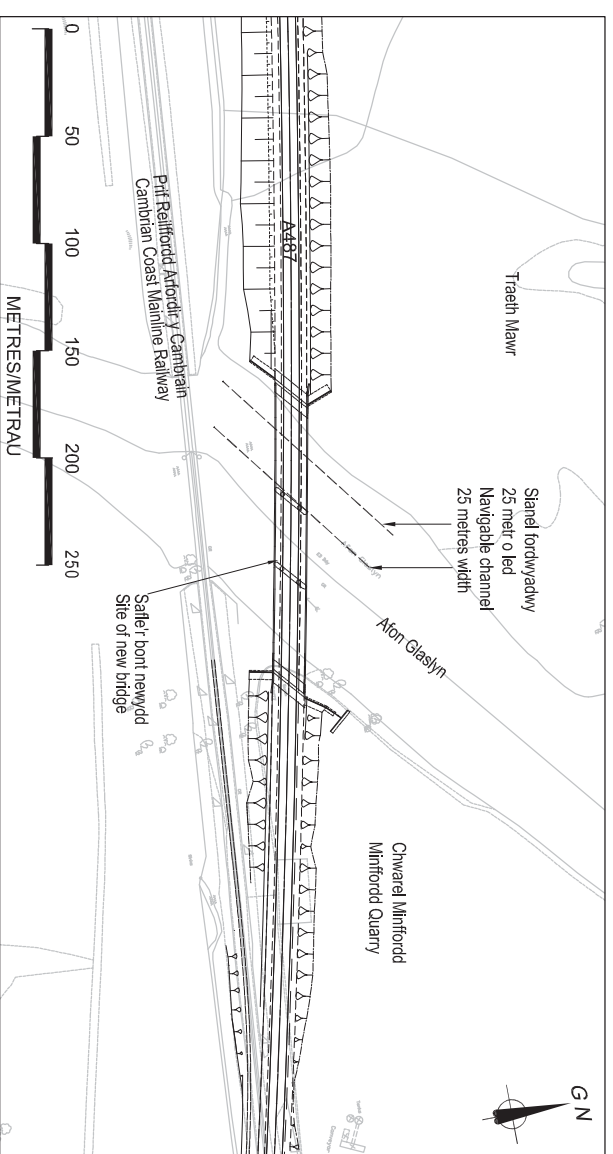 G N
Traeth Mawr
Sianel fordwyadwy
25 metr o led
Navigable channel
25 metres width
Afon Glaslyn
Chwarel Minffordd
Minffordd Quarry
A487
Prif Reilffordd Arfordir y Cambrain
Cambrian Coast Mainline Railway
Safle'r bont newydd
Site of new bridge
0 50 100 150 200 250
METRES/METRAU